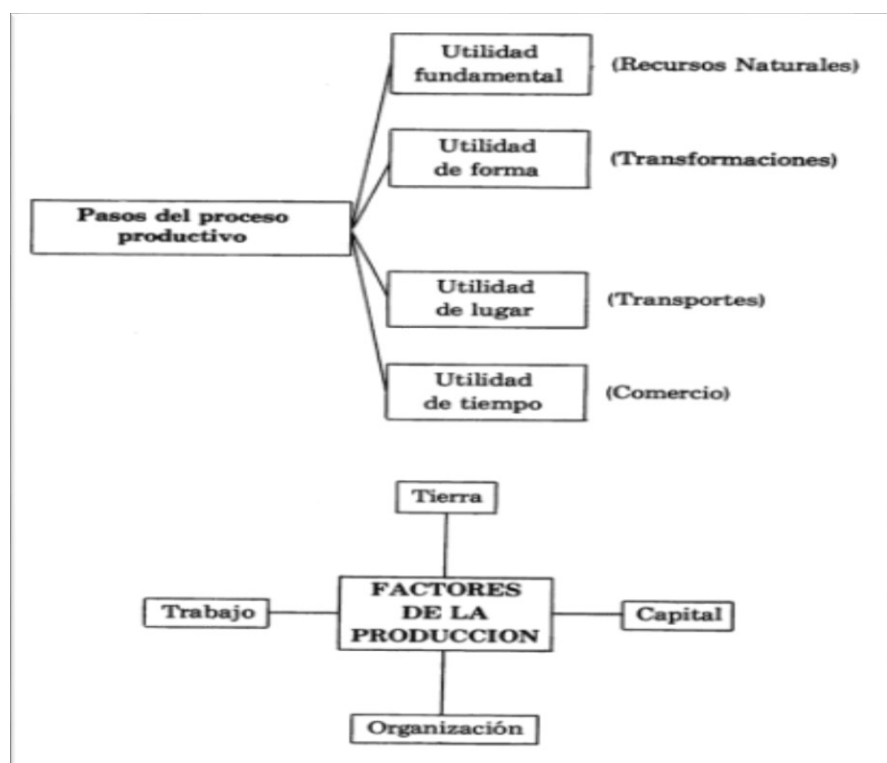 Utilidad
fundamental
(Recursos Naturales)
Utilidad
de forma
(Transformaciones)
Pasos del proceso
productivo
Utilidad
de lugar
(Transportes)
Utilidad
de tiempo
(Comercio)
Tierra
Trabajo
FACTORES
DE LA
PRODUCCION
Capital
Organización